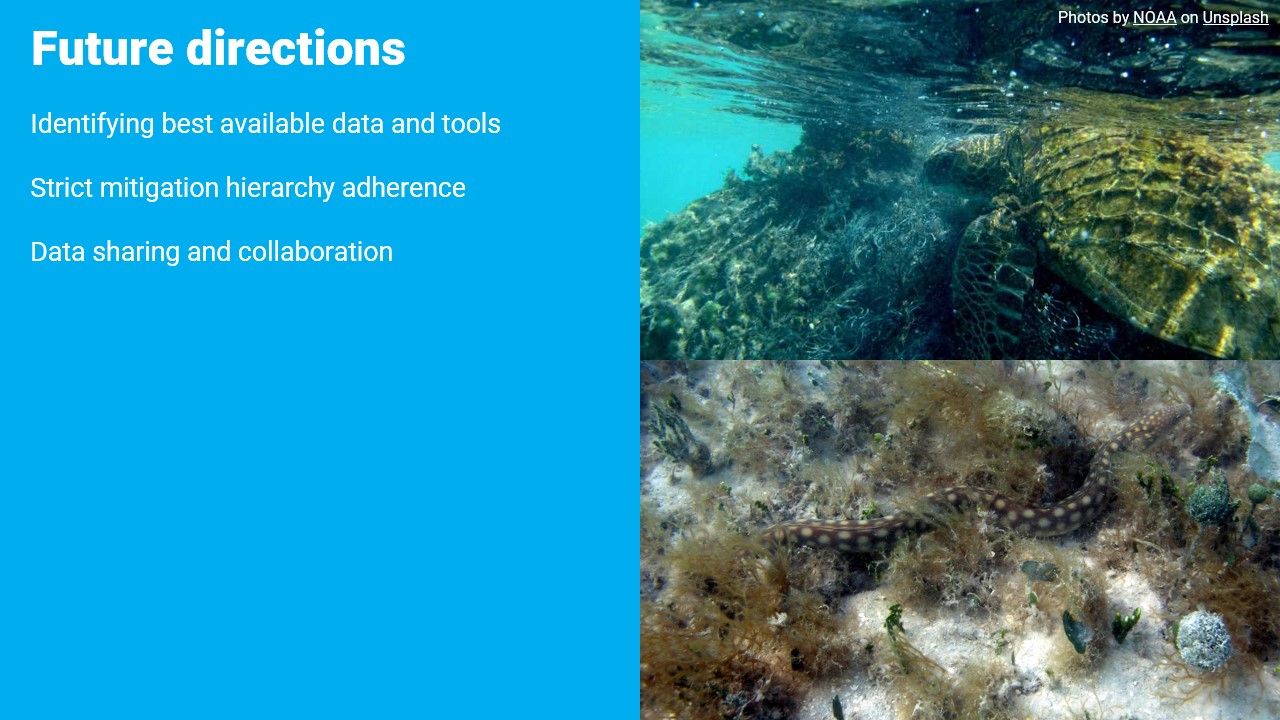 Photos by NOAA on Unsplash
Future directions
Identifying best available data and tools
Strict mitigation hierarchy adherence
Data sharing and collaboration